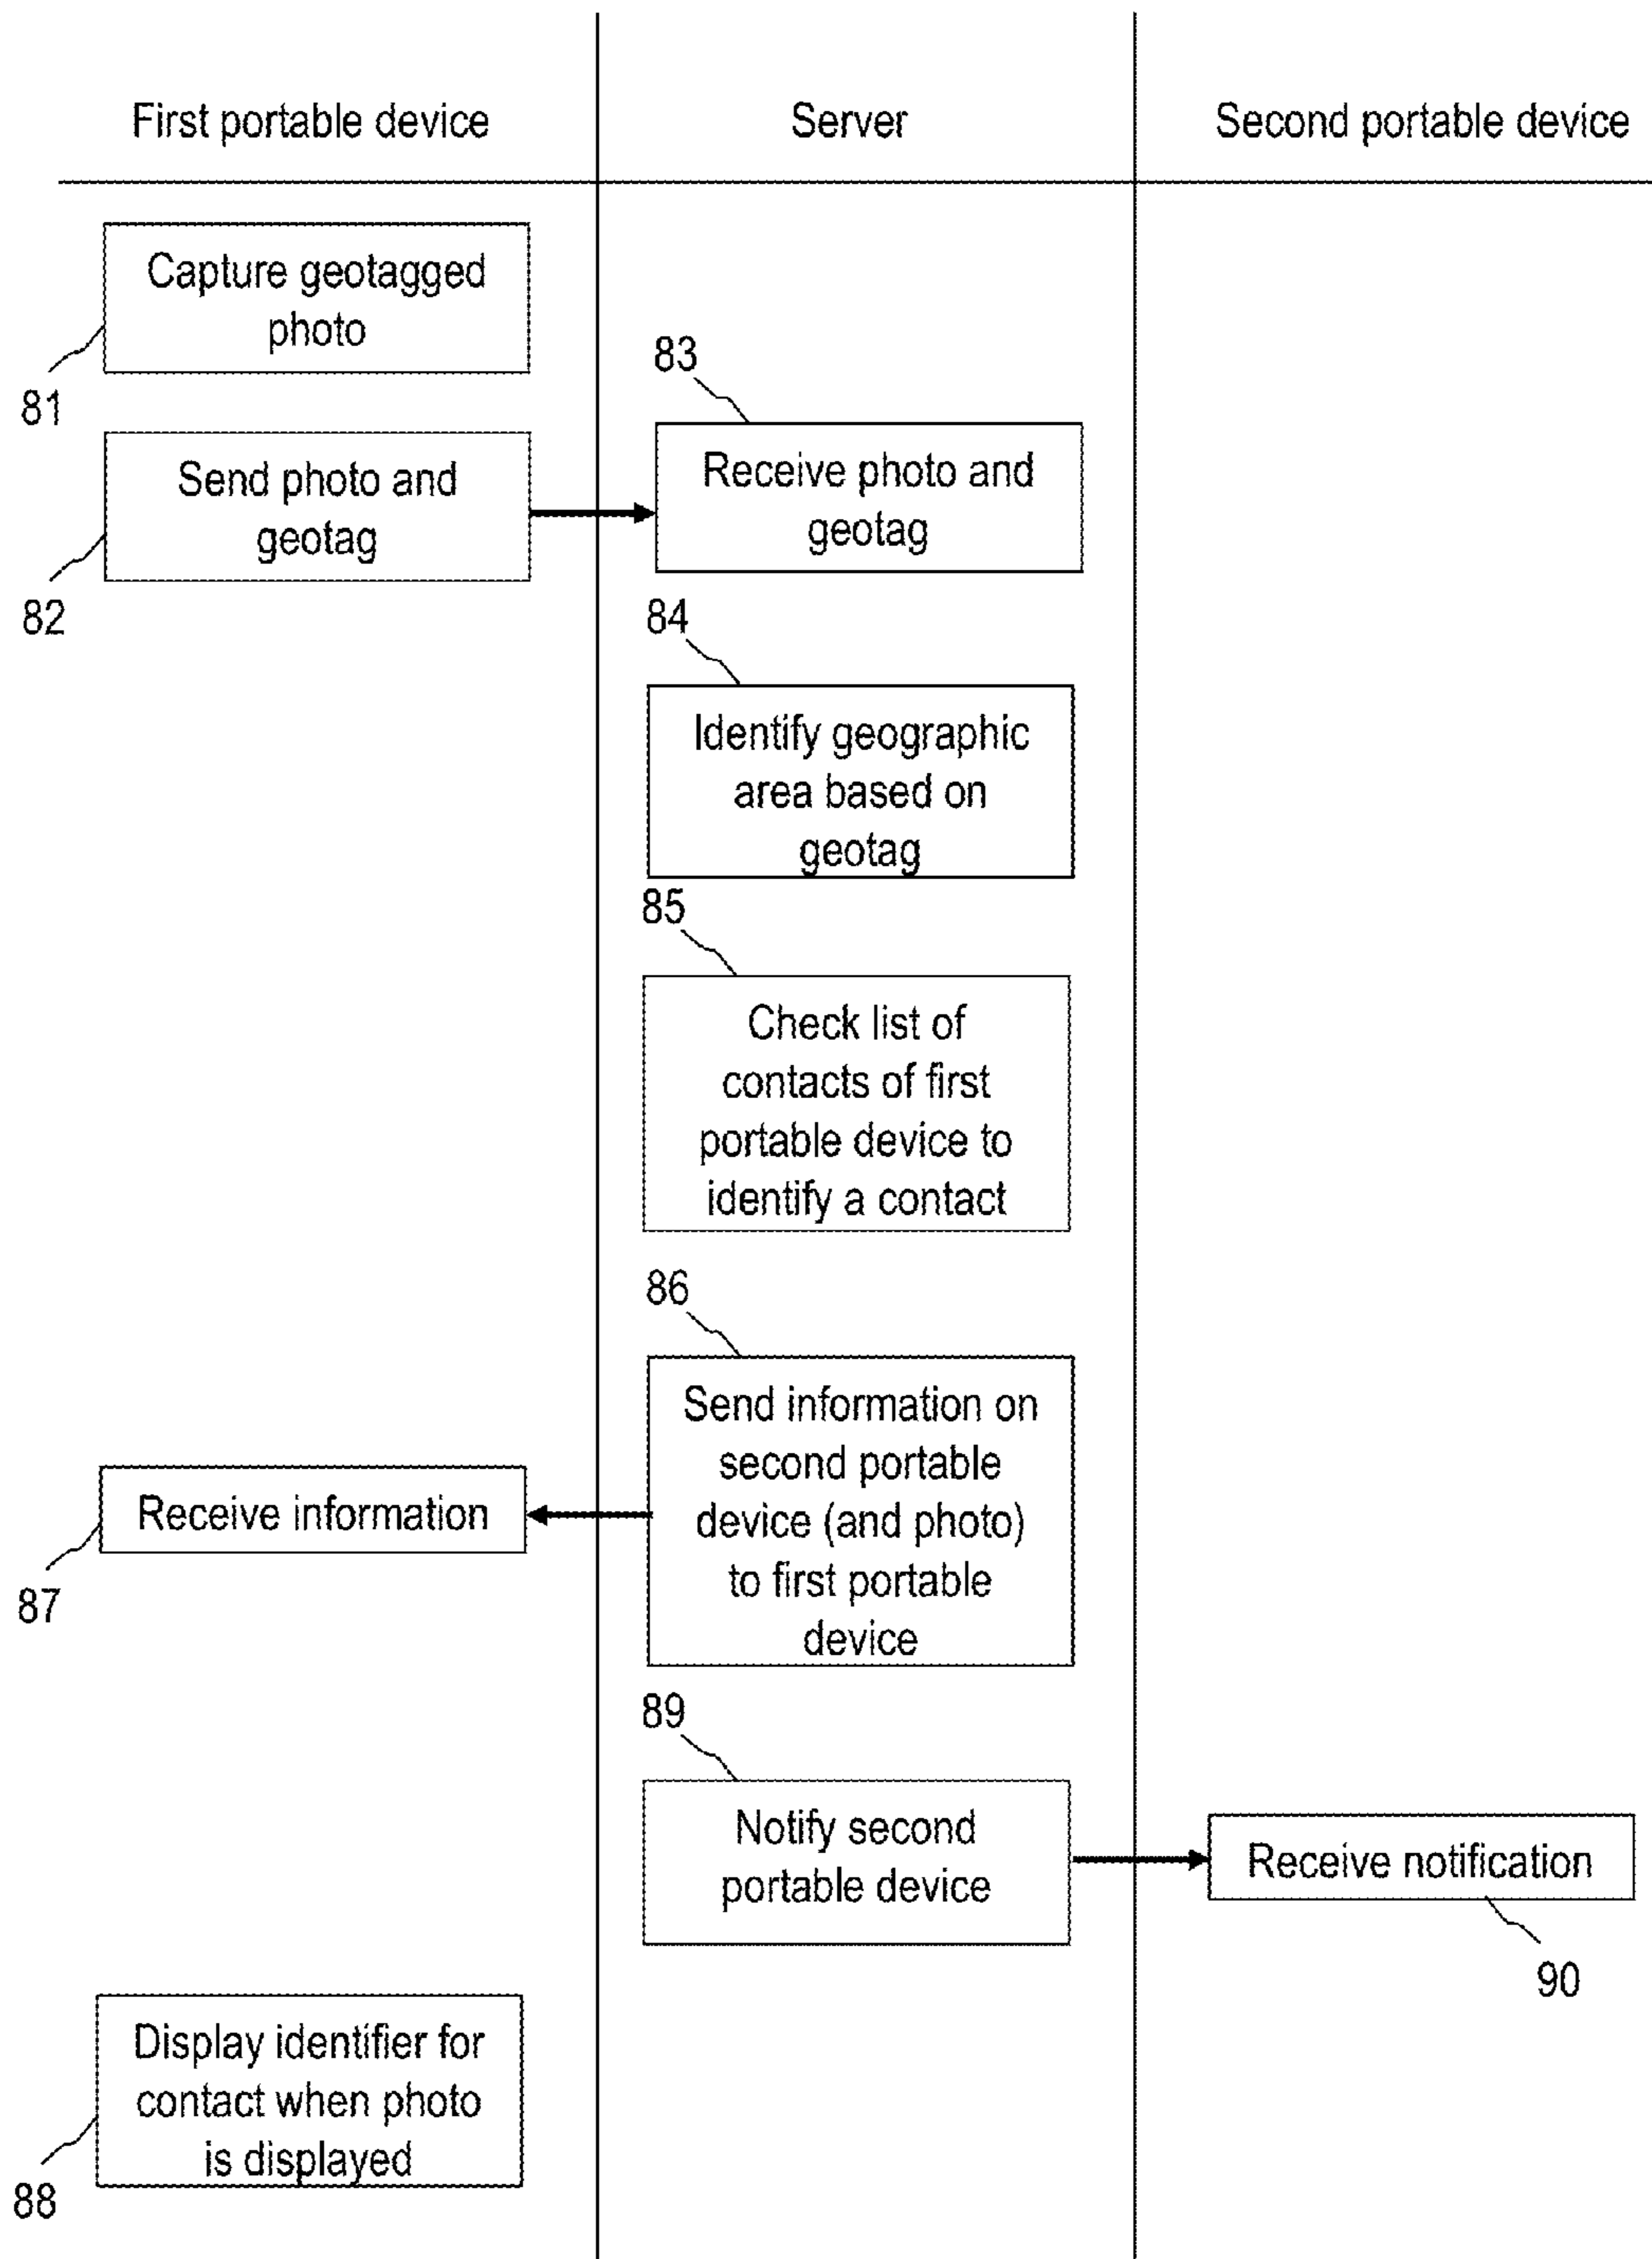 First portable device
Server
Second portable device
Capture geotagged
photo
81
Send photo and
geotag
82
83
Receive photo and
geotag
84
Identify geographic
area based on
geotag
85
Check list of
contacts of first
portable device to
identify a contact
86
Send information on
second portable
device (and photo)
to first portable
device
Receive information
87
89
Notify second
portable device
Receive notification
90
Display identifier for
contact when photo
is displayed
88